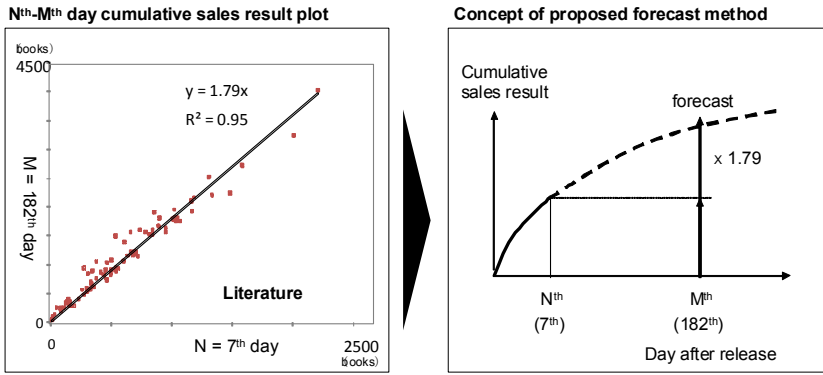 Nth-Mth day cumulative sales result plot
books)
4500
y = 1.79x
R² = 0.95
M = 182th day
Literature
0
0
N = 7th day
2500
books)
Concept of proposed forecast method
Cumulative
sales result
forecast
x 1.79
Nth
(7th)
Mth
(182th)
Day after release